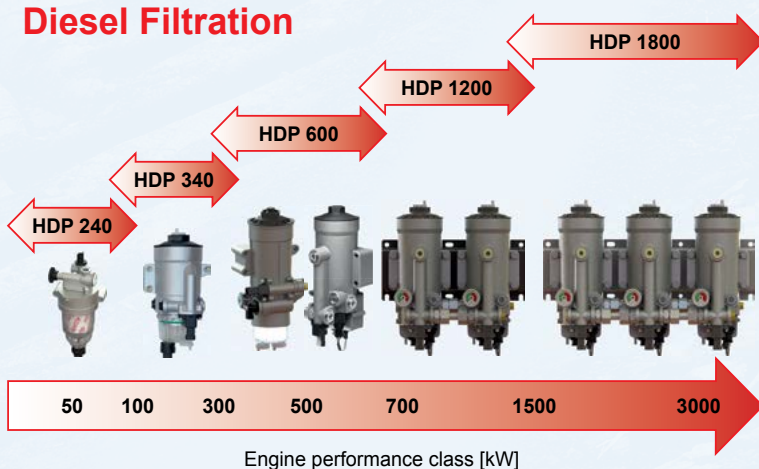 Diesel Filtration
HDP 1800
HDP 1200
HDP 600
HDP 340
HDP 240
50 100 300 500 700 1500 3000
Engine performance class [kW]